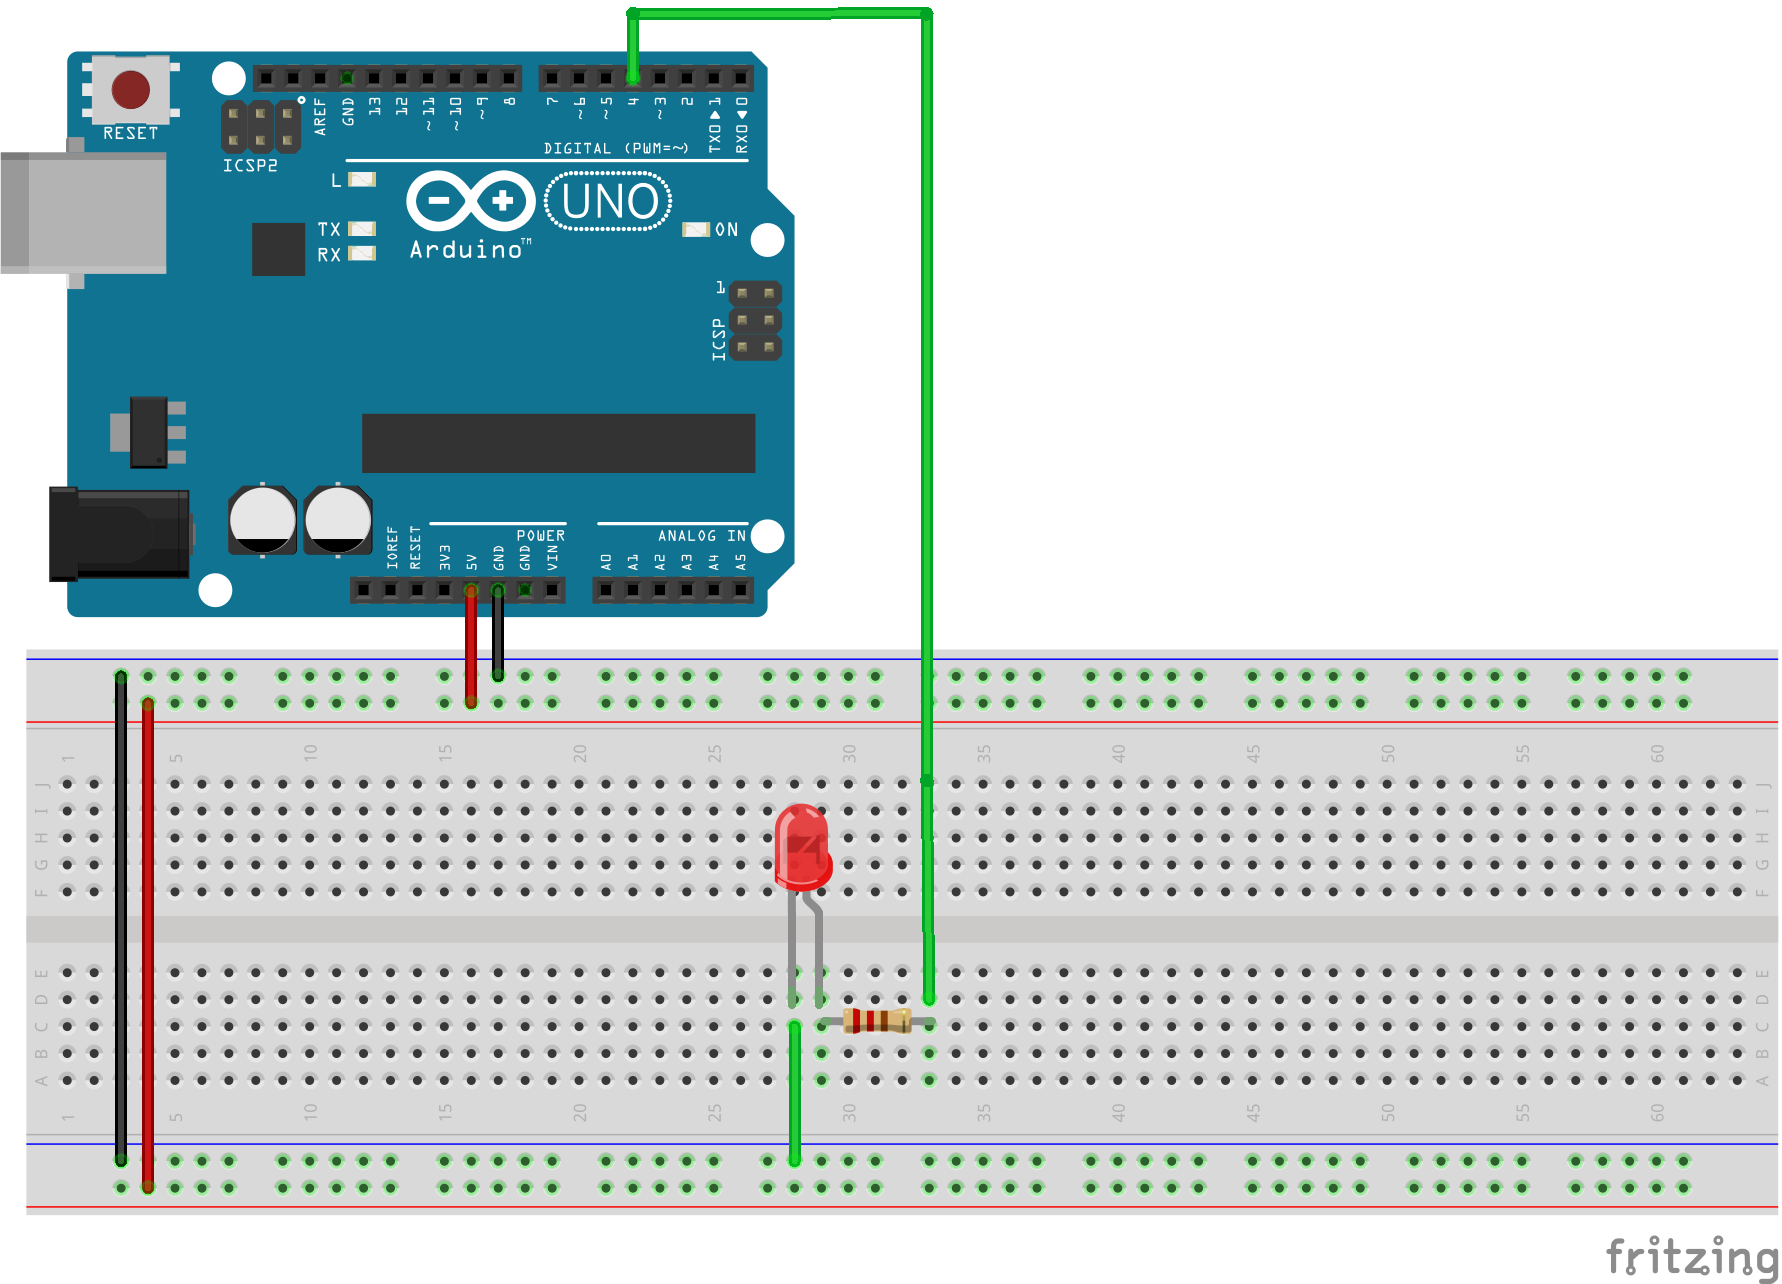 RESET
ICSP2
AREF
GND
13
12
~11
~10
~9
8
7
~6
~5
4
~3
2
TX0▶1
RX0◀0
DIGITAL (PWM=~)
L
TX
RX
UNO
Arduino™
ON
1
ICSP
IOREF
RESET
3V3
5V
GND
GND
VIN
POWER
ANALOG IN
A0
A1
A2
A3
A4
A5
1 5 10 15 20 25 30 35 40 45 50 55 60
J J
I I
H H
G G
F F
E E
D D
C C
B B
A A
1 5 10 15 20 25 30 35 40 45 50 55 60
fritzing